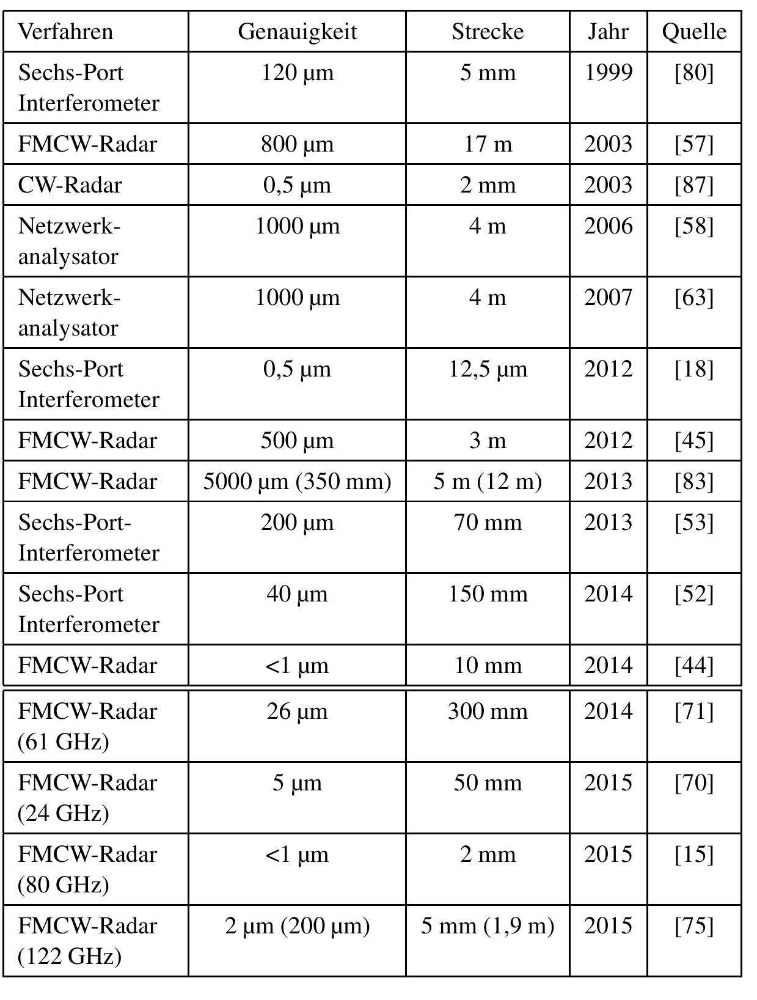 Verfahren Genauigkeit Strecke Jahr Quelle
Sechs-Port 120 µm 5 mm 1999 [80]
Interferometer
FMCW-Radar 800 µm 17 m 2003 [57]
CW-Radar 0,5 µm 2 mm 2003 [87]
Netzwerk- 1000 µm 4 m 2006 [58]
analysator
Netzwerk- 1000 µm 4 m 2007 [63]
analysator
Sechs-Port 0,5 µm 12,5 µm 2012 [18]
Interferometer
FMCW-Radar 500 µm 3 m 2012 [45]
FMCW-Radar 5000 µm (350 mm) 5 m (12 m) 2013 [83]
Sechs-Port- 200 µm 70 mm 2013 [53]
Interferometer
Sechs-Port 40 µm 150 mm 2014 [52]
Interferometer
FMCW-Radar <1 µm 10 mm 2014 [44]
FMCW-Radar 26 µm 300 mm 2014 [71]
(61 GHz)
FMCW-Radar 5 µm 50 mm 2015 [70]
(24 GHz)
FMCW-Radar <1 µm 2 mm 2015 [15]
(80 GHz)
FMCW-Radar 2 µm (200 µm) 5 mm (1,9 m) 2015 [75]
(122 GHz)